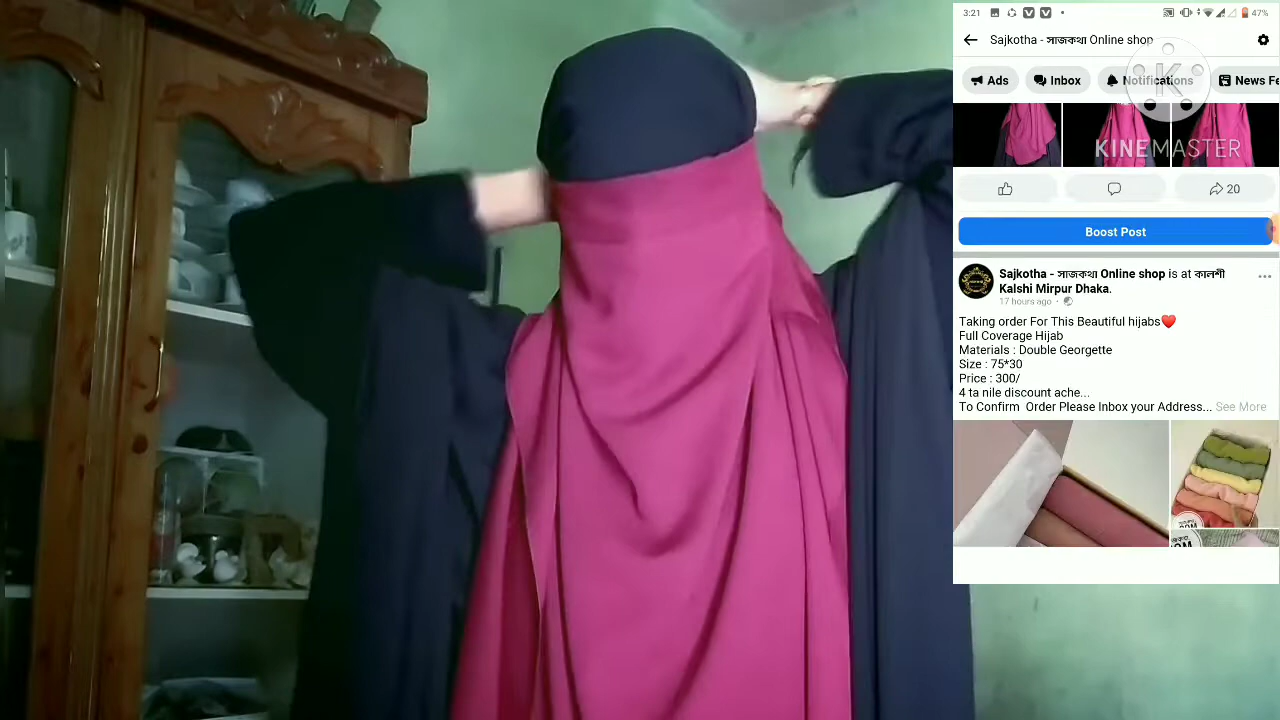 3:21
47%
Sajkotha - সাজকথা Online shop
Ads
Inbox
Notifications
News Fe
KINEMASTER
20
Boost Post
Sajkotha - সাজকথা Online shop is at কালশী
Kalshi Mirpur Dhaka.
17 hours ago
Taking order For This Beautiful hijabs❤️
Full Coverage Hijab
Materials : Double Georgette
Size : 75*30
Price : 300/
4 ta nile discount ache...
To Confirm Order Please Inbox your Address... See More